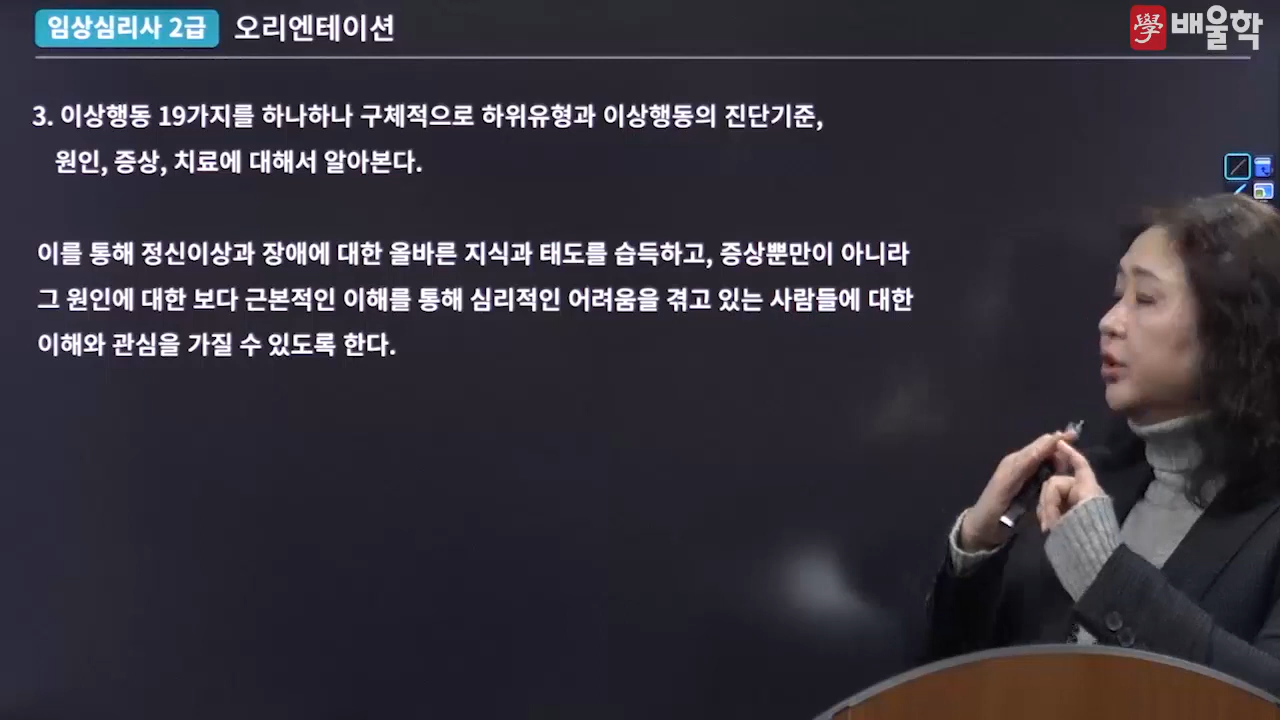 임상심리사 2급 오리엔테이션
學 배울학
3. 이상행동 19가지를 하나하나 구체적으로 하위유형과 이상행동의 진단기준,
원인, 증상, 치료에 대해서 알아본다.
이를 통해 정신이상과 장애에 대한 올바른 지식과 태도를 습득하고, 증상뿐만이 아니라
그 원인에 대한 보다 근본적인 이해를 통해 심리적인 어려움을 겪고 있는 사람들에 대한
이해와 관심을 가질 수 있도록 한다.